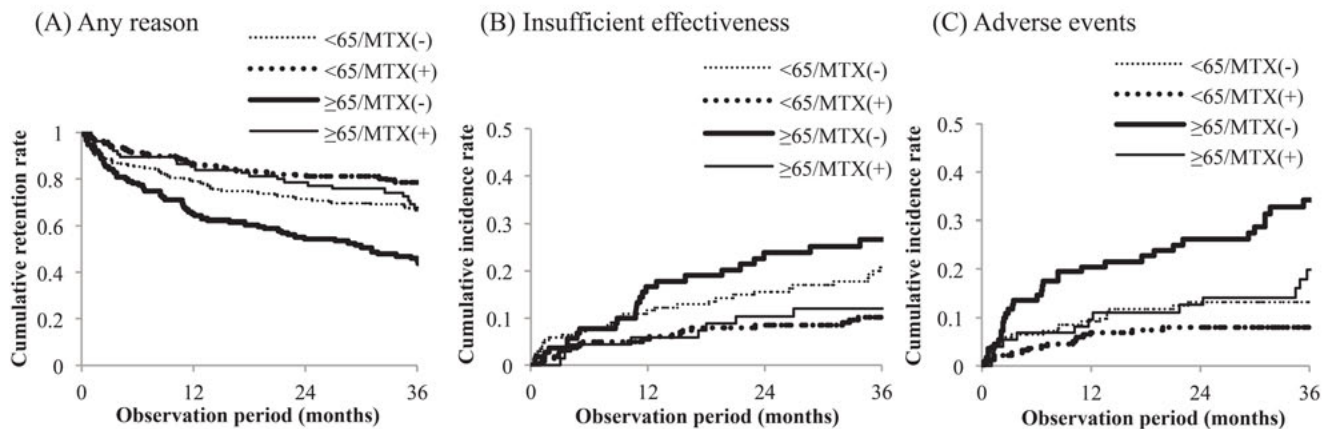 (A) Any reason
<65/MTX(-)
<65/MTX(+)
≥65/MTX(-)
≥65/MTX(+)
Cumulative retention rate
1
0.8
0.6
0.4
0.2
0
0 12 24 36
Observation period (months)
(B) Insufficient effectiveness
<65/MTX(-)
<65/MTX(+)
≥65/MTX(-)
≥65/MTX(+)
Cumulative incidence rate
0.5
0.4
0.3
0.2
0.1
0
0 12 24 36
Observation period (months)
(C) Adverse events
<65/MTX(-)
<65/MTX(+)
≥65/MTX(-)
≥65/MTX(+)
Cumulative incidence rate
0.5
0.4
0.3
0.2
0.1
0
0 12 24 36
Observation period (months)